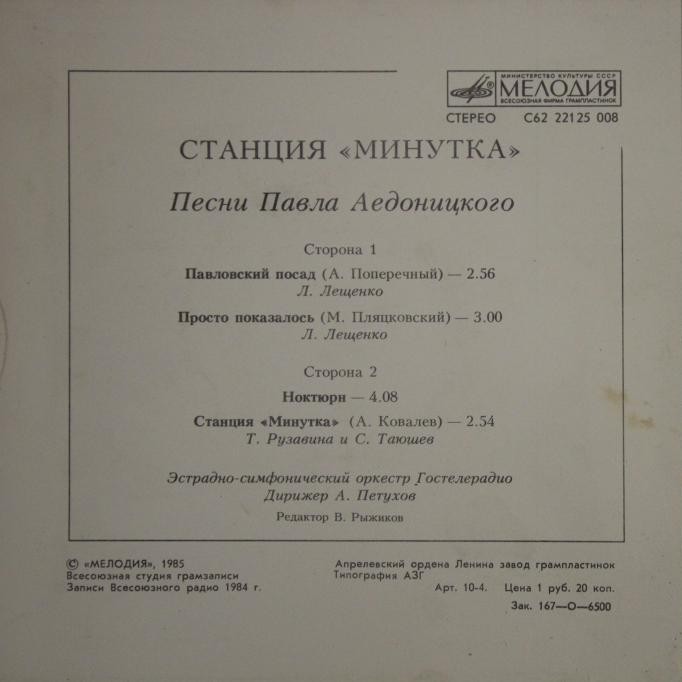 МИНИСТЕРСТВО КУЛЬТУРЫ СССР
МЕЛОДИЯ
ВСЕСОЮЗНАЯ ФИРМА ГРАМПЛАСТИНОК
СТЕРЕО С62 22125 008
СТАНЦИЯ «МИНУТКА»
Песни Павла Аедоницкого
Сторона 1
Павловский посад (А. Поперечный) — 2.56
Л. Лещенко
Просто показалось (М. Пляцковский) — 3.00
Л. Лещенко
Сторона 2
Ноктюрн — 4.08
Станция «Минутка» (А. Ковалев) — 2.54
Т. Рузавина и С. Таюшев
Эстрадно-симфонический оркестр Гостелерадио
Дирижер А. Петухов
Редактор В. Рыжиков
© «МЕЛОДИЯ», 1985
Всесоюзная студия грамзаписи
Записи Всесоюзного радио 1984 г.
Апрелевский ордена Ленина завод грампластинок
Типография АЗГ
Арт. 10-4. Цена 1 руб. 20 коп.
Зак. 167—О—6500